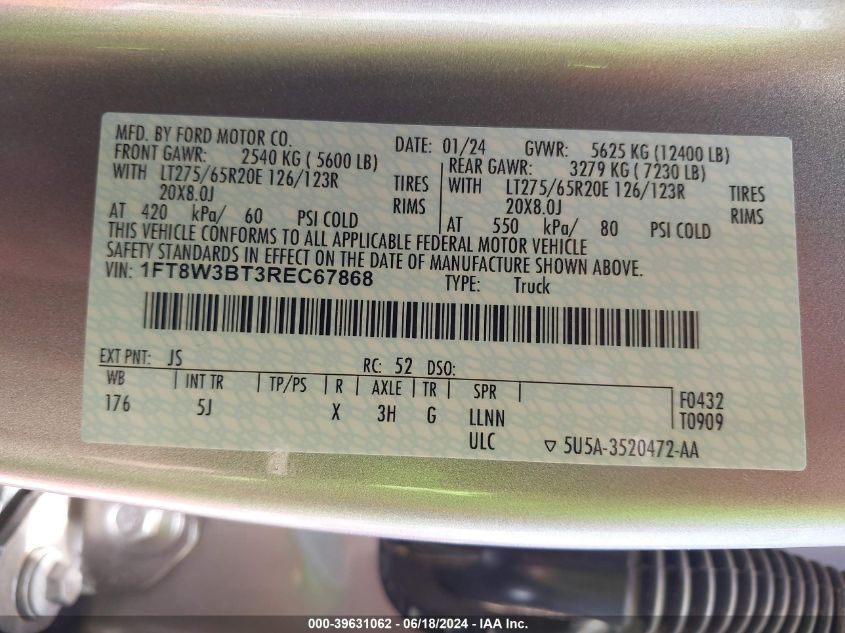 MFD. BY FORD MOTOR CO. DATE: 01/24 GVWR: 5625 KG (12400 LB)
FRONT GAWR: 2540 KG ( 5600 LB) REAR GAWR: 3279 KG ( 7230 LB)
WITH LT275/65R20E 126/123R TIRES WITH LT275/65R20E 126/123R TIRES
20X8.0J RIMS 20X8.0J RIMS
AT 420 kPa/ 60 PSI COLD AT 550 kPa/ 80 PSI COLD
THIS VEHICLE CONFORMS TO ALL APPLICABLE FEDERAL MOTOR VEHICLE
SAFETY STANDARDS IN EFFECT ON THE DATE OF MANUFACTURE SHOWN ABOVE.
VIN: 1FT8W3BT3REC67868 TYPE: Truck
EXT PNT: JS RC: 52 DSO:
WB INT TR TP/PS R AXLE TR SPR F0432
176 5J X 3H G LLNN T0909
ULC ▽ 5U5A-3520472-AA
000-39631062 - 06/18/2024 - IAA Inc.